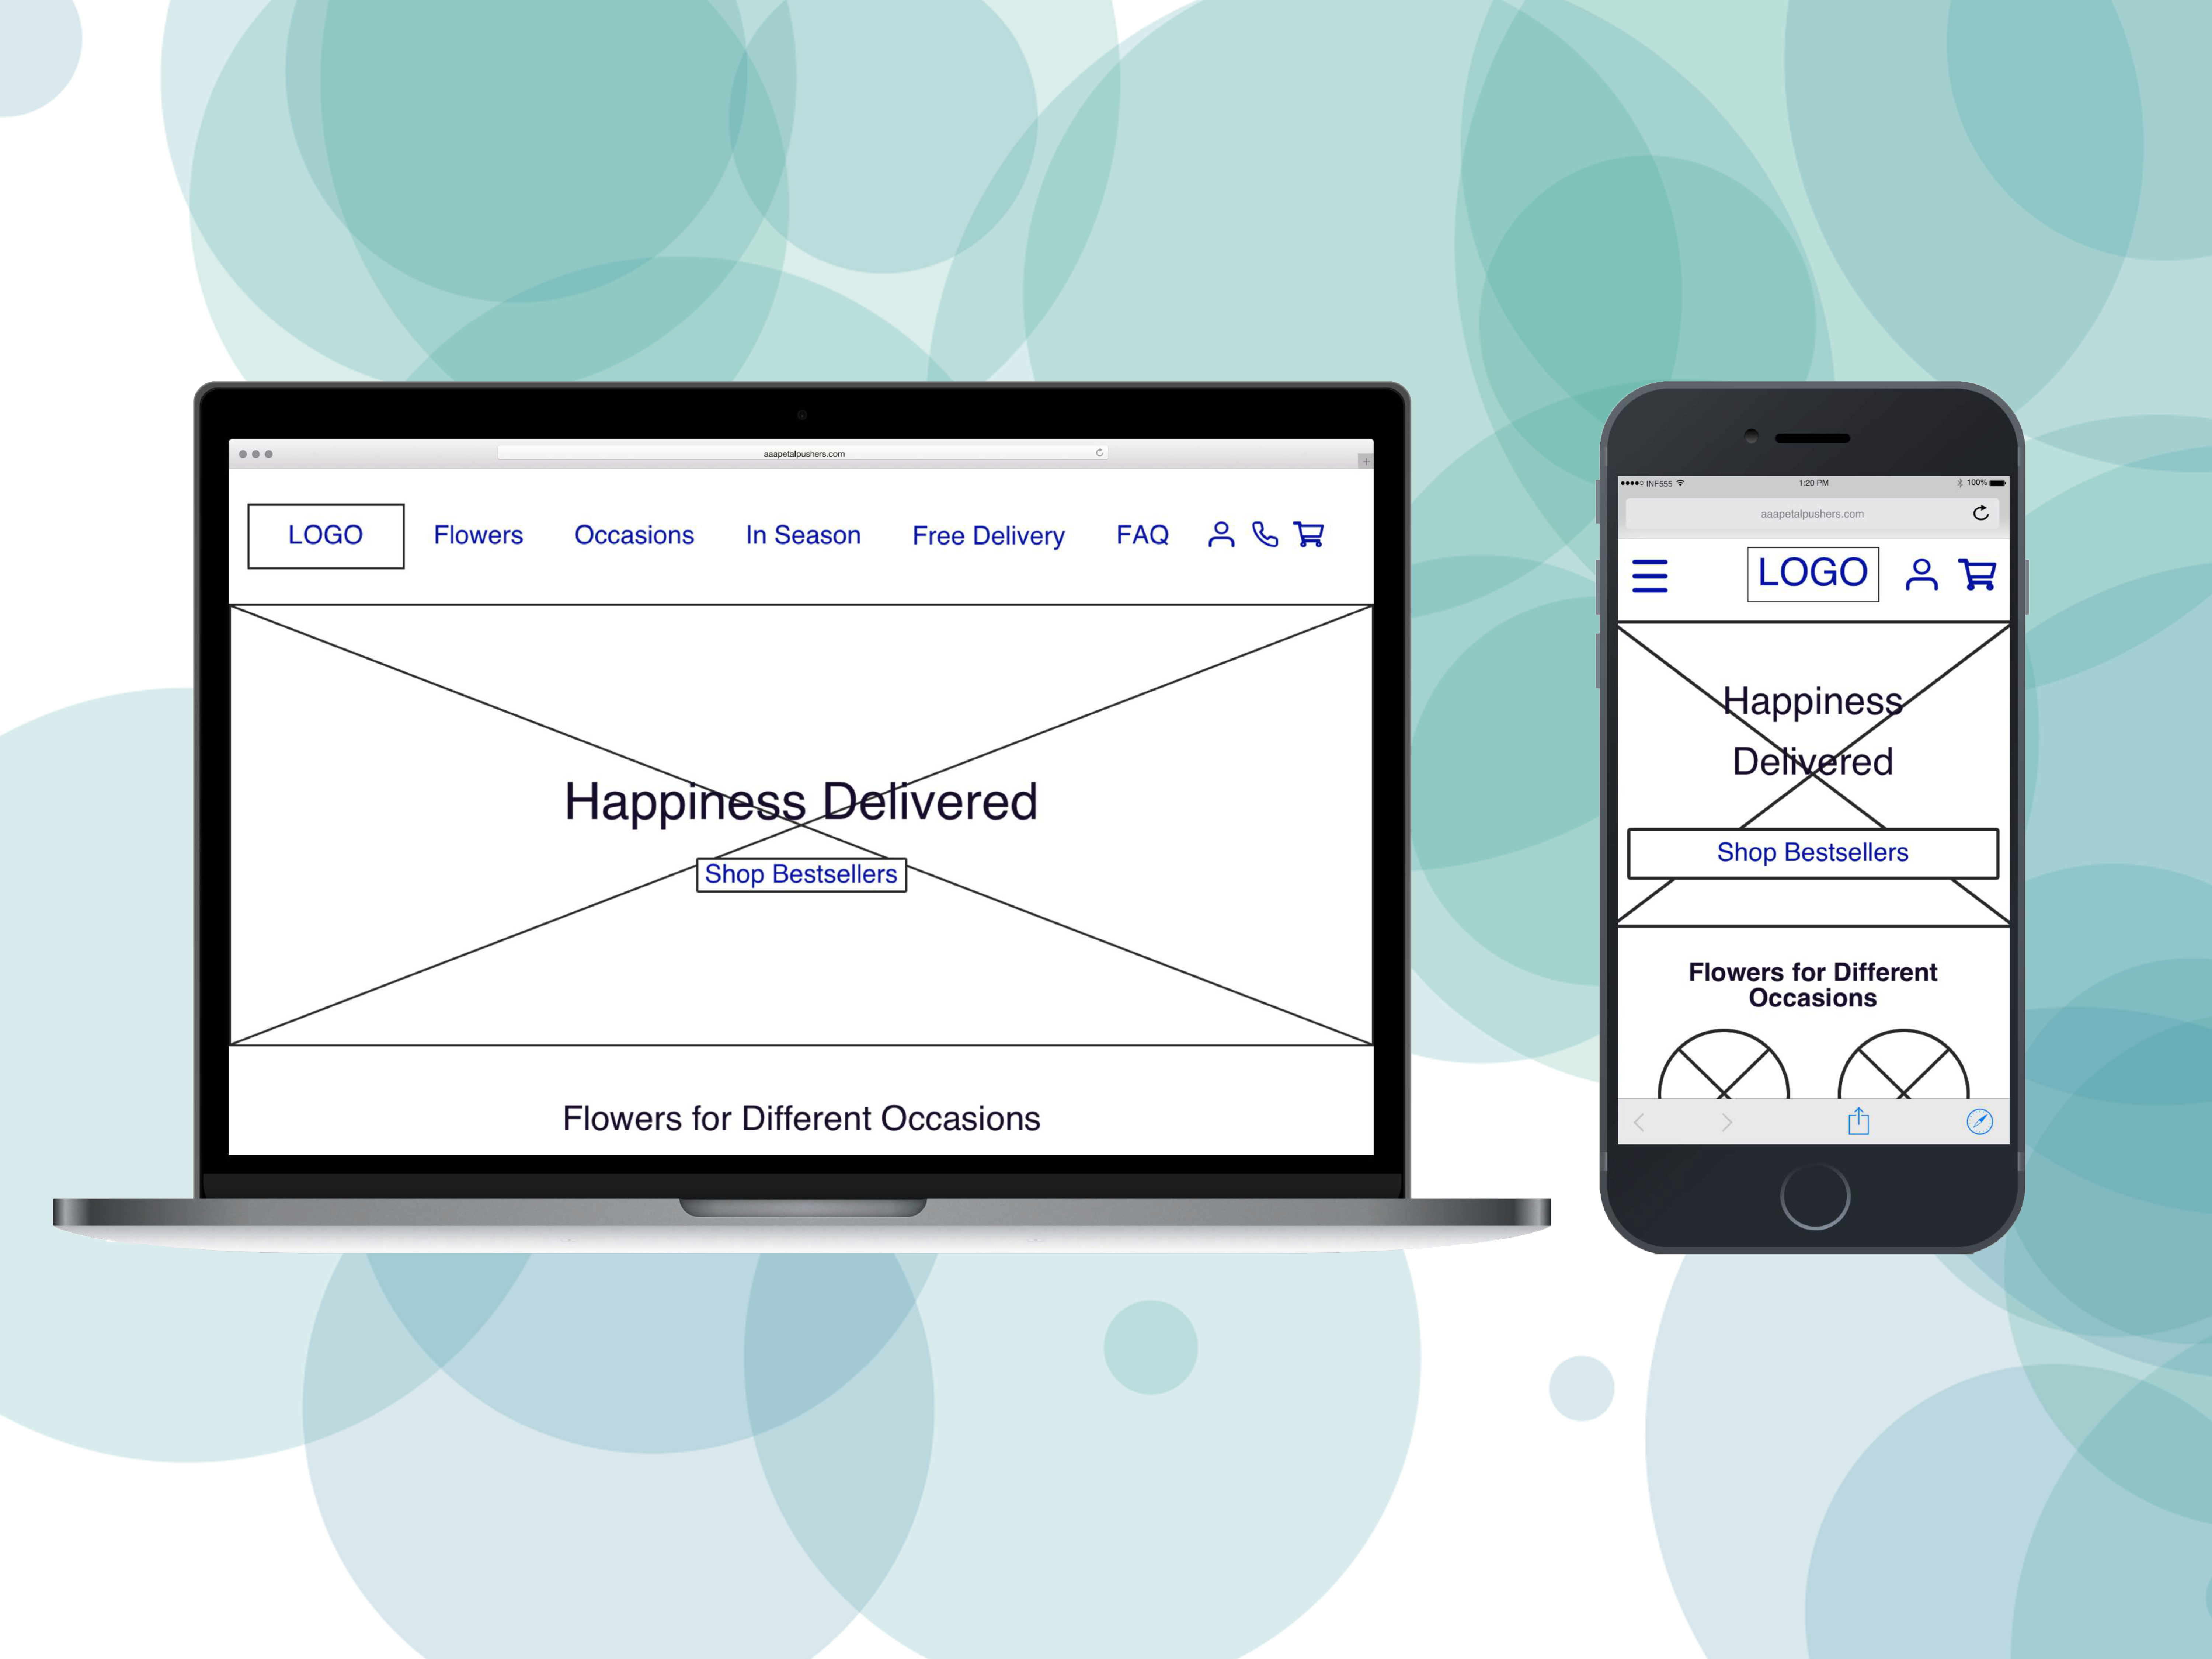 aaapetalpushers.com
LOGO Flowers Occasions In Season Free Delivery FAQ
Happiness Delivered
Shop Bestsellers
Flowers for Different Occasions
INF555 1:20 PM 100%
aaapetalpushers.com
LOGO
Happiness
Delivered
Shop Bestsellers
Flowers for Different
Occasions